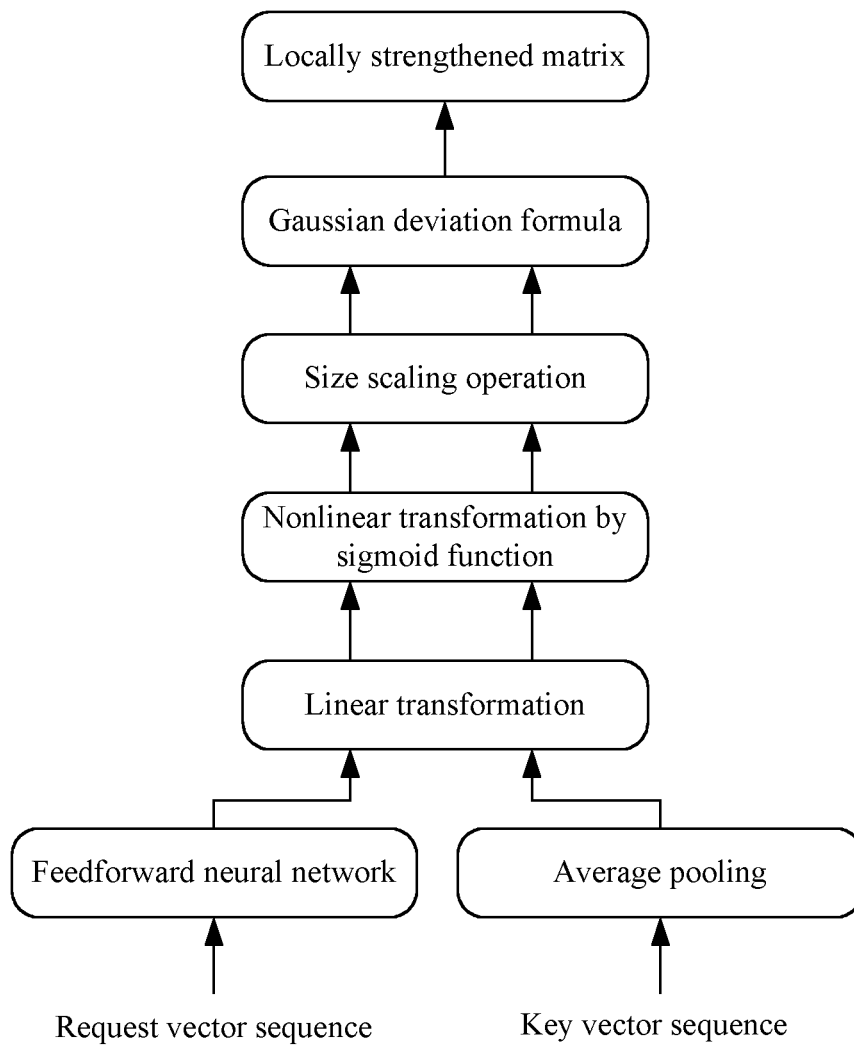 Locally strengthened matrix
Gaussian deviation formula
Size scaling operation
Nonlinear transformation by
sigmoid function
Linear transformation
Feedforward neural network
Average pooling
Request vector sequence
Key vector sequence